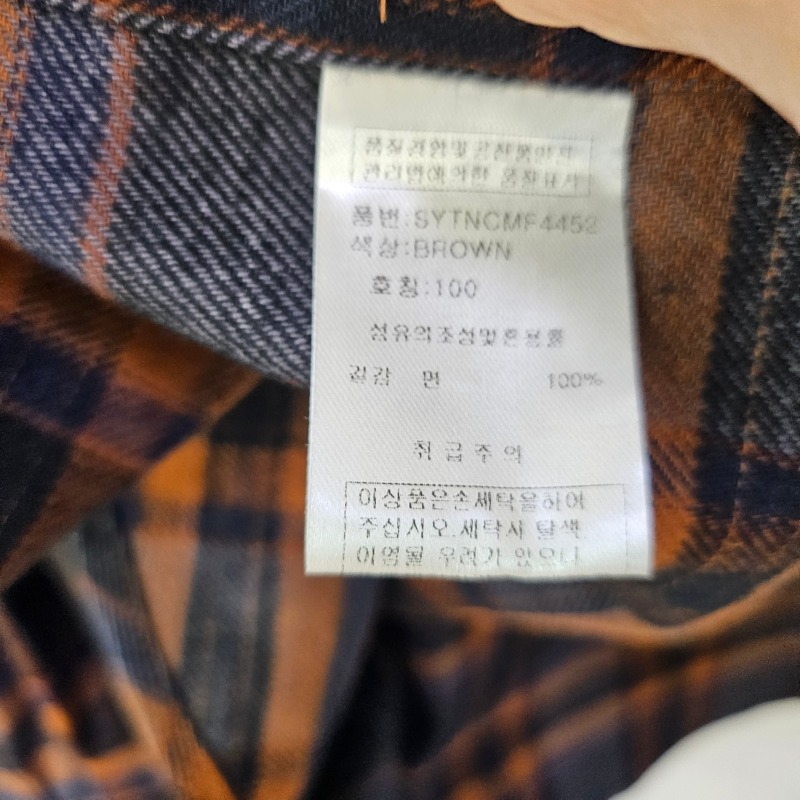 품질경영및공산품안전
관리법에의한 품질표시
품번:SYTNCMF4452
색상:BROWN
호칭:100
섬유의조성및혼용률
겉감 면 100%
취급주의
이상품은손세탁을하여
주십시오.세탁시 탈색
이염될 우려가 있으니